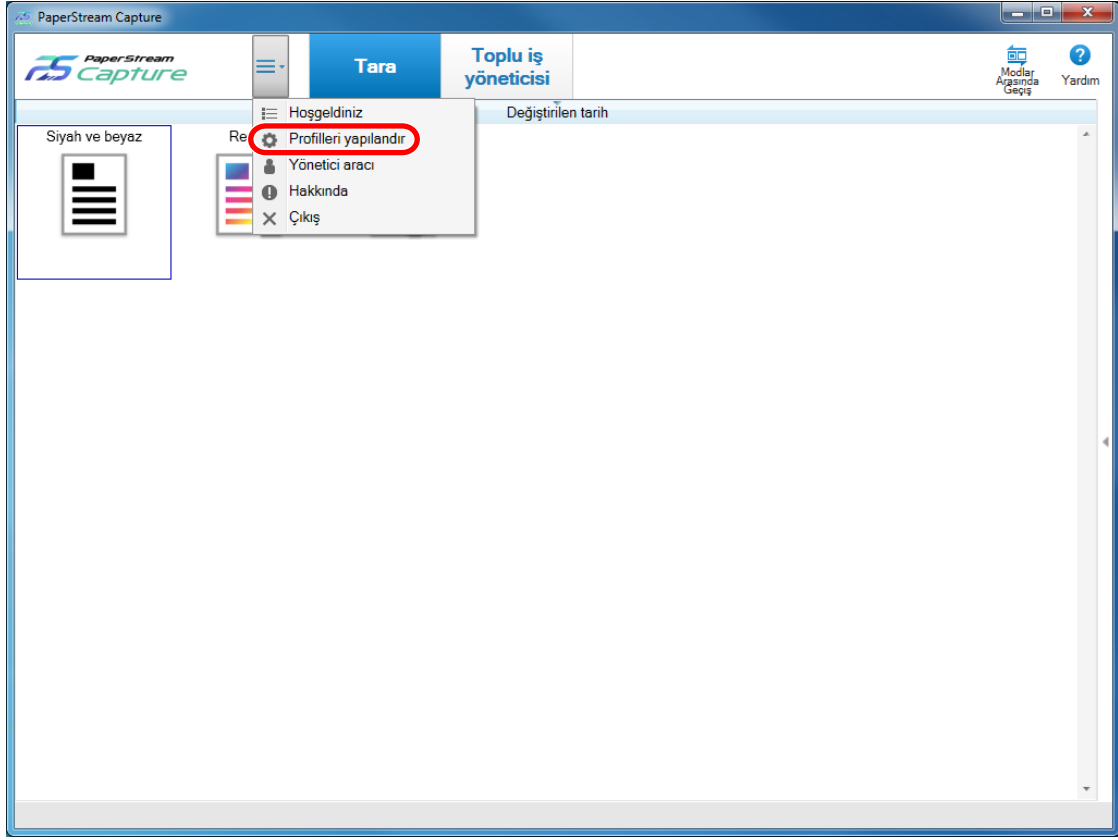 PaperStream Capture
PaperStream
Capture
Tara
Toplu iş
yöneticisi
Modlar
Arasında
Geçiş
Yardım
Değiştirilen tarih
Hoşgeldiniz
Profilleri yapılandır
Yönetici aracı
Hakkında
Çıkış
Siyah ve beyaz
Re